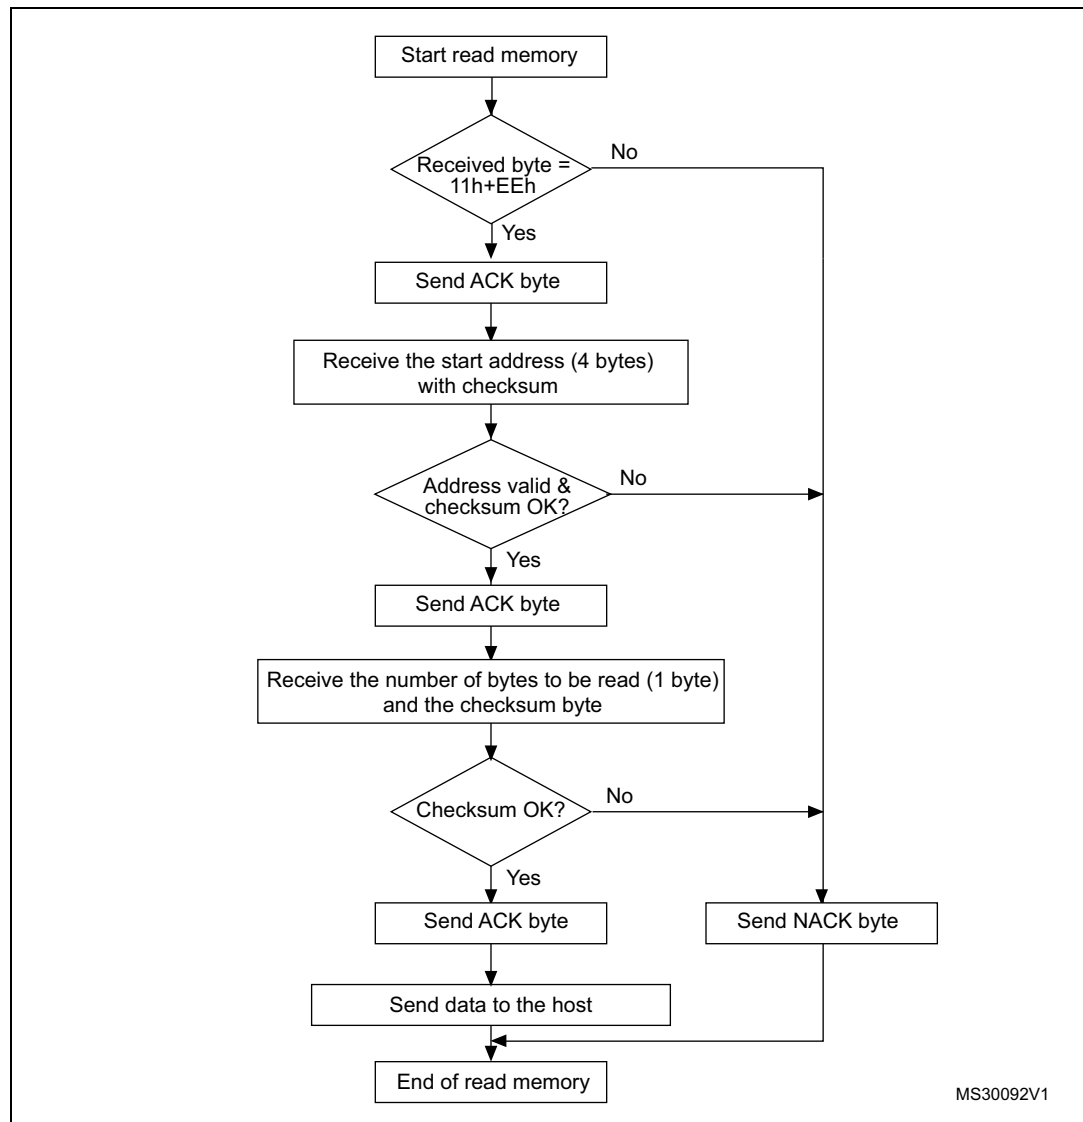 Start read memory
Received byte =
11h+EEh
No
Yes
Send ACK byte
Receive the start address (4 bytes)
with checksum
Address valid &
checksum OK?
No
Yes
Send ACK byte
Receive the number of bytes to be read (1 byte)
and the checksum byte
Checksum OK?
No
Yes
Send ACK byte
Send NACK byte
Send data to the host
End of read memory
MS30092V1